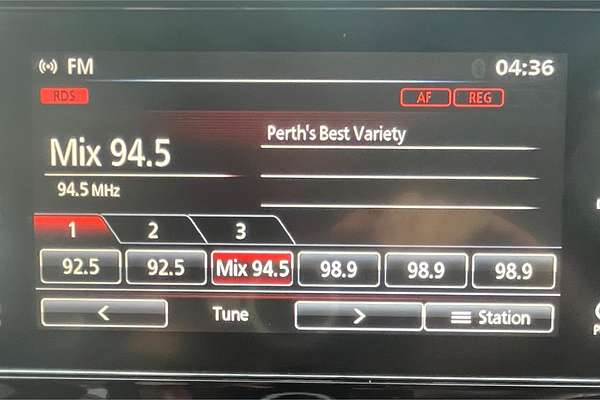 FM 04:36
RDS AF REG
Mix 94.5 Perth's Best Variety
94.5 MHz
1 2 3
92.5 92.5 Mix 94.5 98.9 98.9 98.9
< Tune > Station